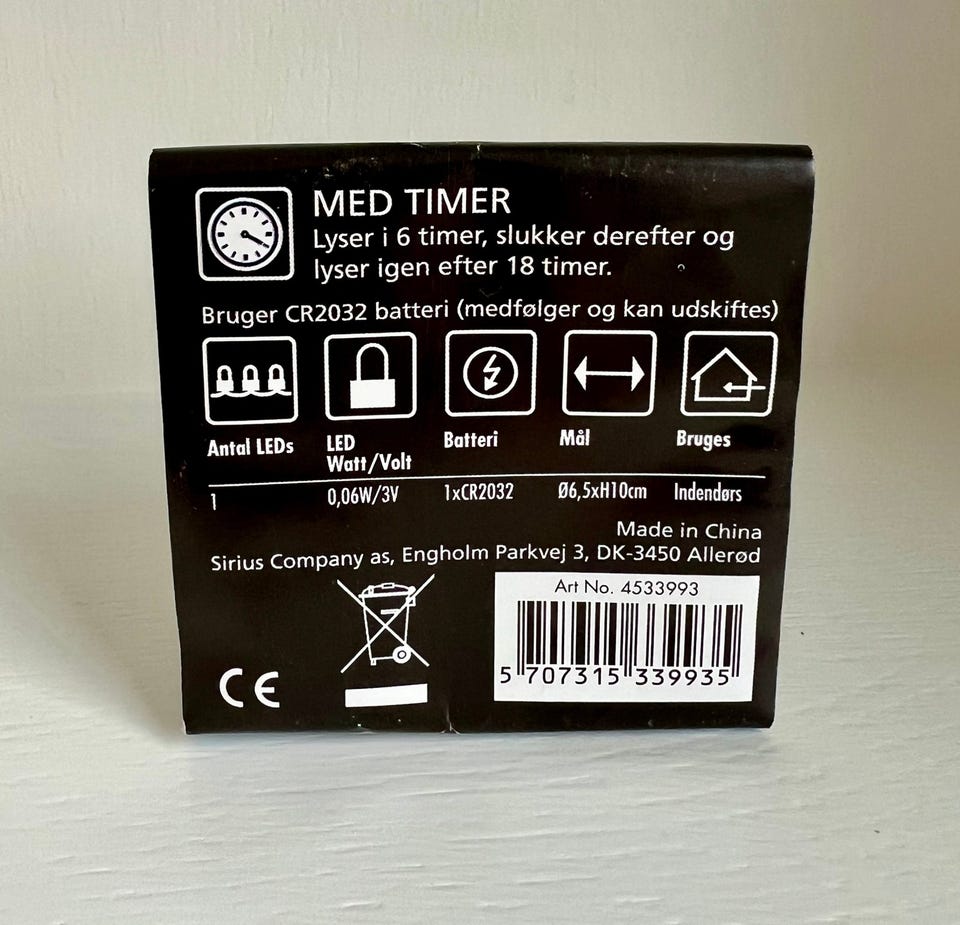 MED TIMER
Lyser i 6 timer, slukker derefter og
lyser igen efter 18 timer.
Bruger CR2032 batteri (medfølger og kan udskiftes)
Antal LEDs LED Watt/Volt Batteri Mål Bruges
1 0,06W/3V 1xCR2032 Ø6,5xH10cm Indendørs
Made in China
Sirius Company as, Engholm Parkvej 3, DK-3450 Allerød
Art No. 4533993
5 707315 339935
CE